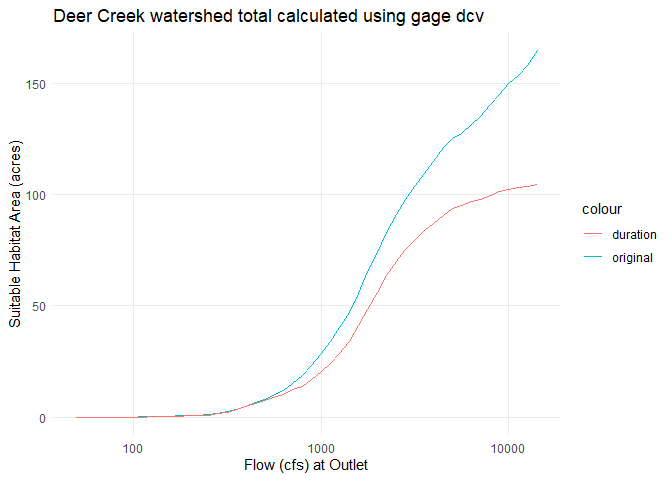 Deer Creek watershed total calculated using gage dcv
150
100
50
0
Suitable Habitat Area (acres)
100
1000
10000
Flow (cfs) at Outlet
colour
duration
original